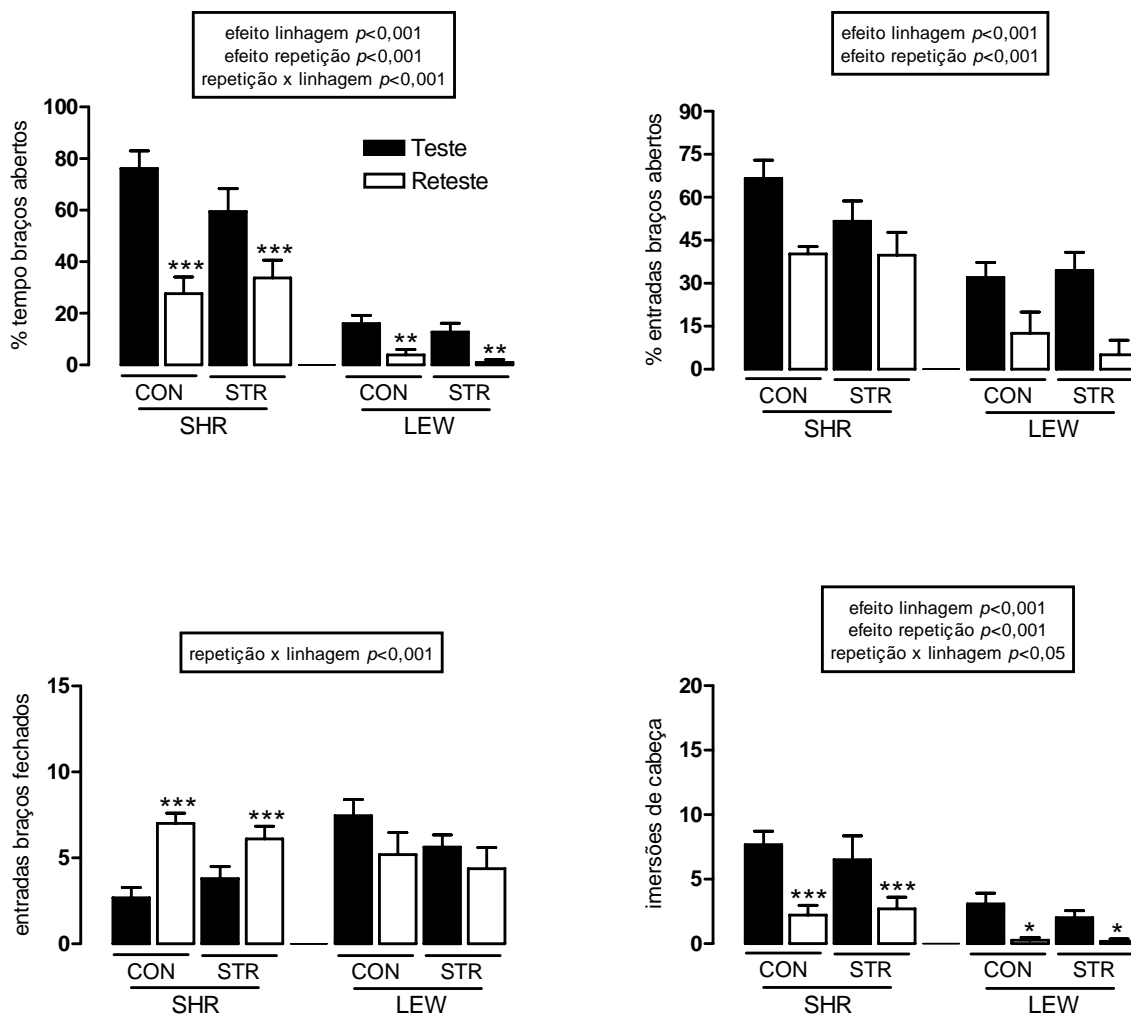 efeito linhagem p<0,001
efeito repetição p<0,001
repetição x linhagem p<0,001
100
80
60
40
20
0
% tempo braços abertos
Teste
Reteste
***
***
**
**
CON
STR
CON
STR
SHR
LEW
efeito linhagem p<0,001
efeito repetição p<0,001
90
75
60
45
30
15
0
% entradas braços abertos
CON
STR
CON
STR
SHR
LEW
repetição x linhagem p<0,001
15
10
5
0
entradas braços fechados
***
***
CON
STR
CON
STR
SHR
LEW
efeito linhagem p<0,001
efeito repetição p<0,001
repetição x linhagem p<0,05
20
15
10
5
0
imersões de cabeça
***
***
*
*
CON
STR
CON
STR
SHR
LEW